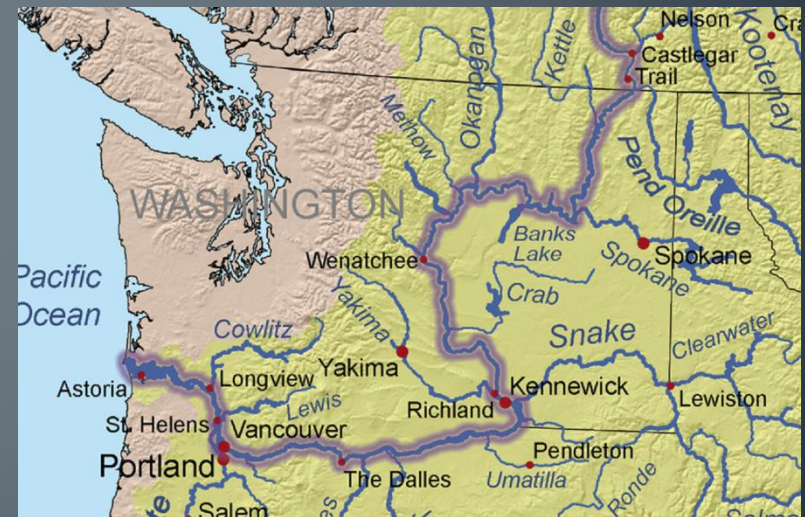 Nelson
Castlegar
Trail
Kettle
Kootenay
Okanogan
Methow
Pend Oreille
WASHINGTON
Banks
Lake
Spokane
Spokane
Wenatchee
Pacific
Ocean
Crab
Yakima
Cowlitz
Yakima
Snake
Clearwater
Astoria
Longview
Lewis
Richland
Kennewick
Lewiston
St. Helens
Vancouver
Portland
The Dalles
Pendleton
Umatilla
Ronde
Salem